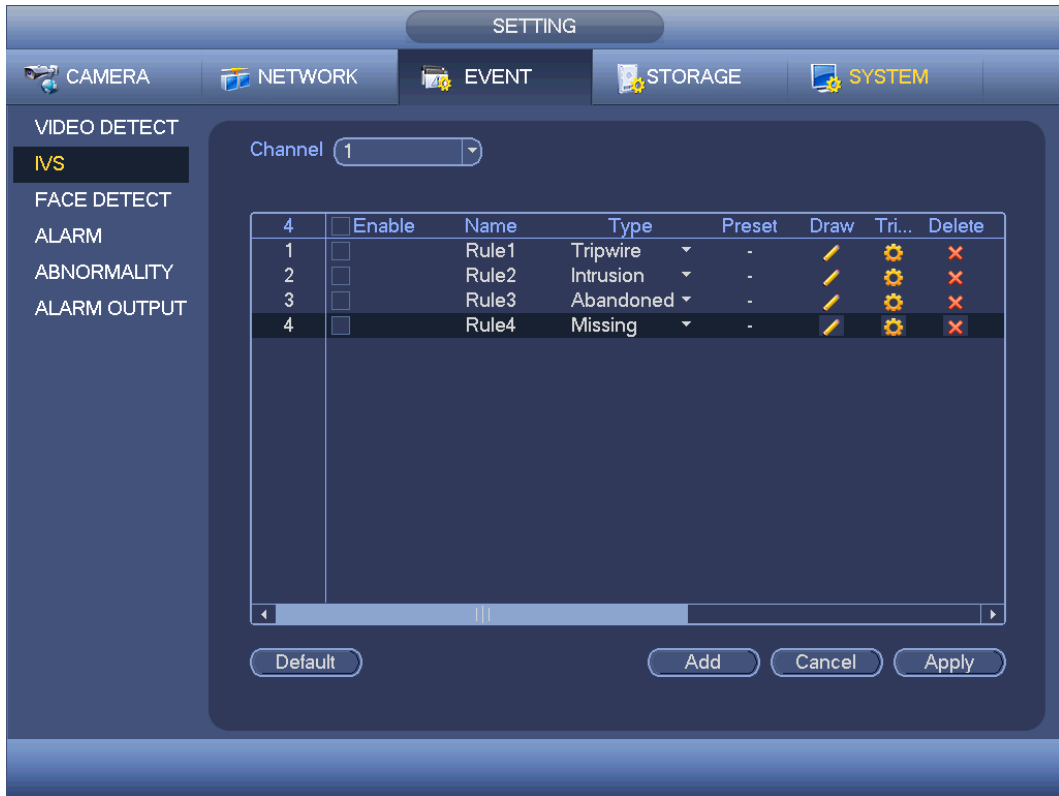 SETTING
CAMERA NETWORK EVENT STORAGE SYSTEM
VIDEO DETECT
IVS
FACE DETECT
ALARM
ABNORMALITY
ALARM OUTPUT
Channel 1
4 Enable Name Type Preset Draw Tri... Delete
1 Rule1 Tripwire -
2 Rule2 Intrusion -
3 Rule3 Abandoned -
4 Rule4 Missing -
Default Add Cancel Apply